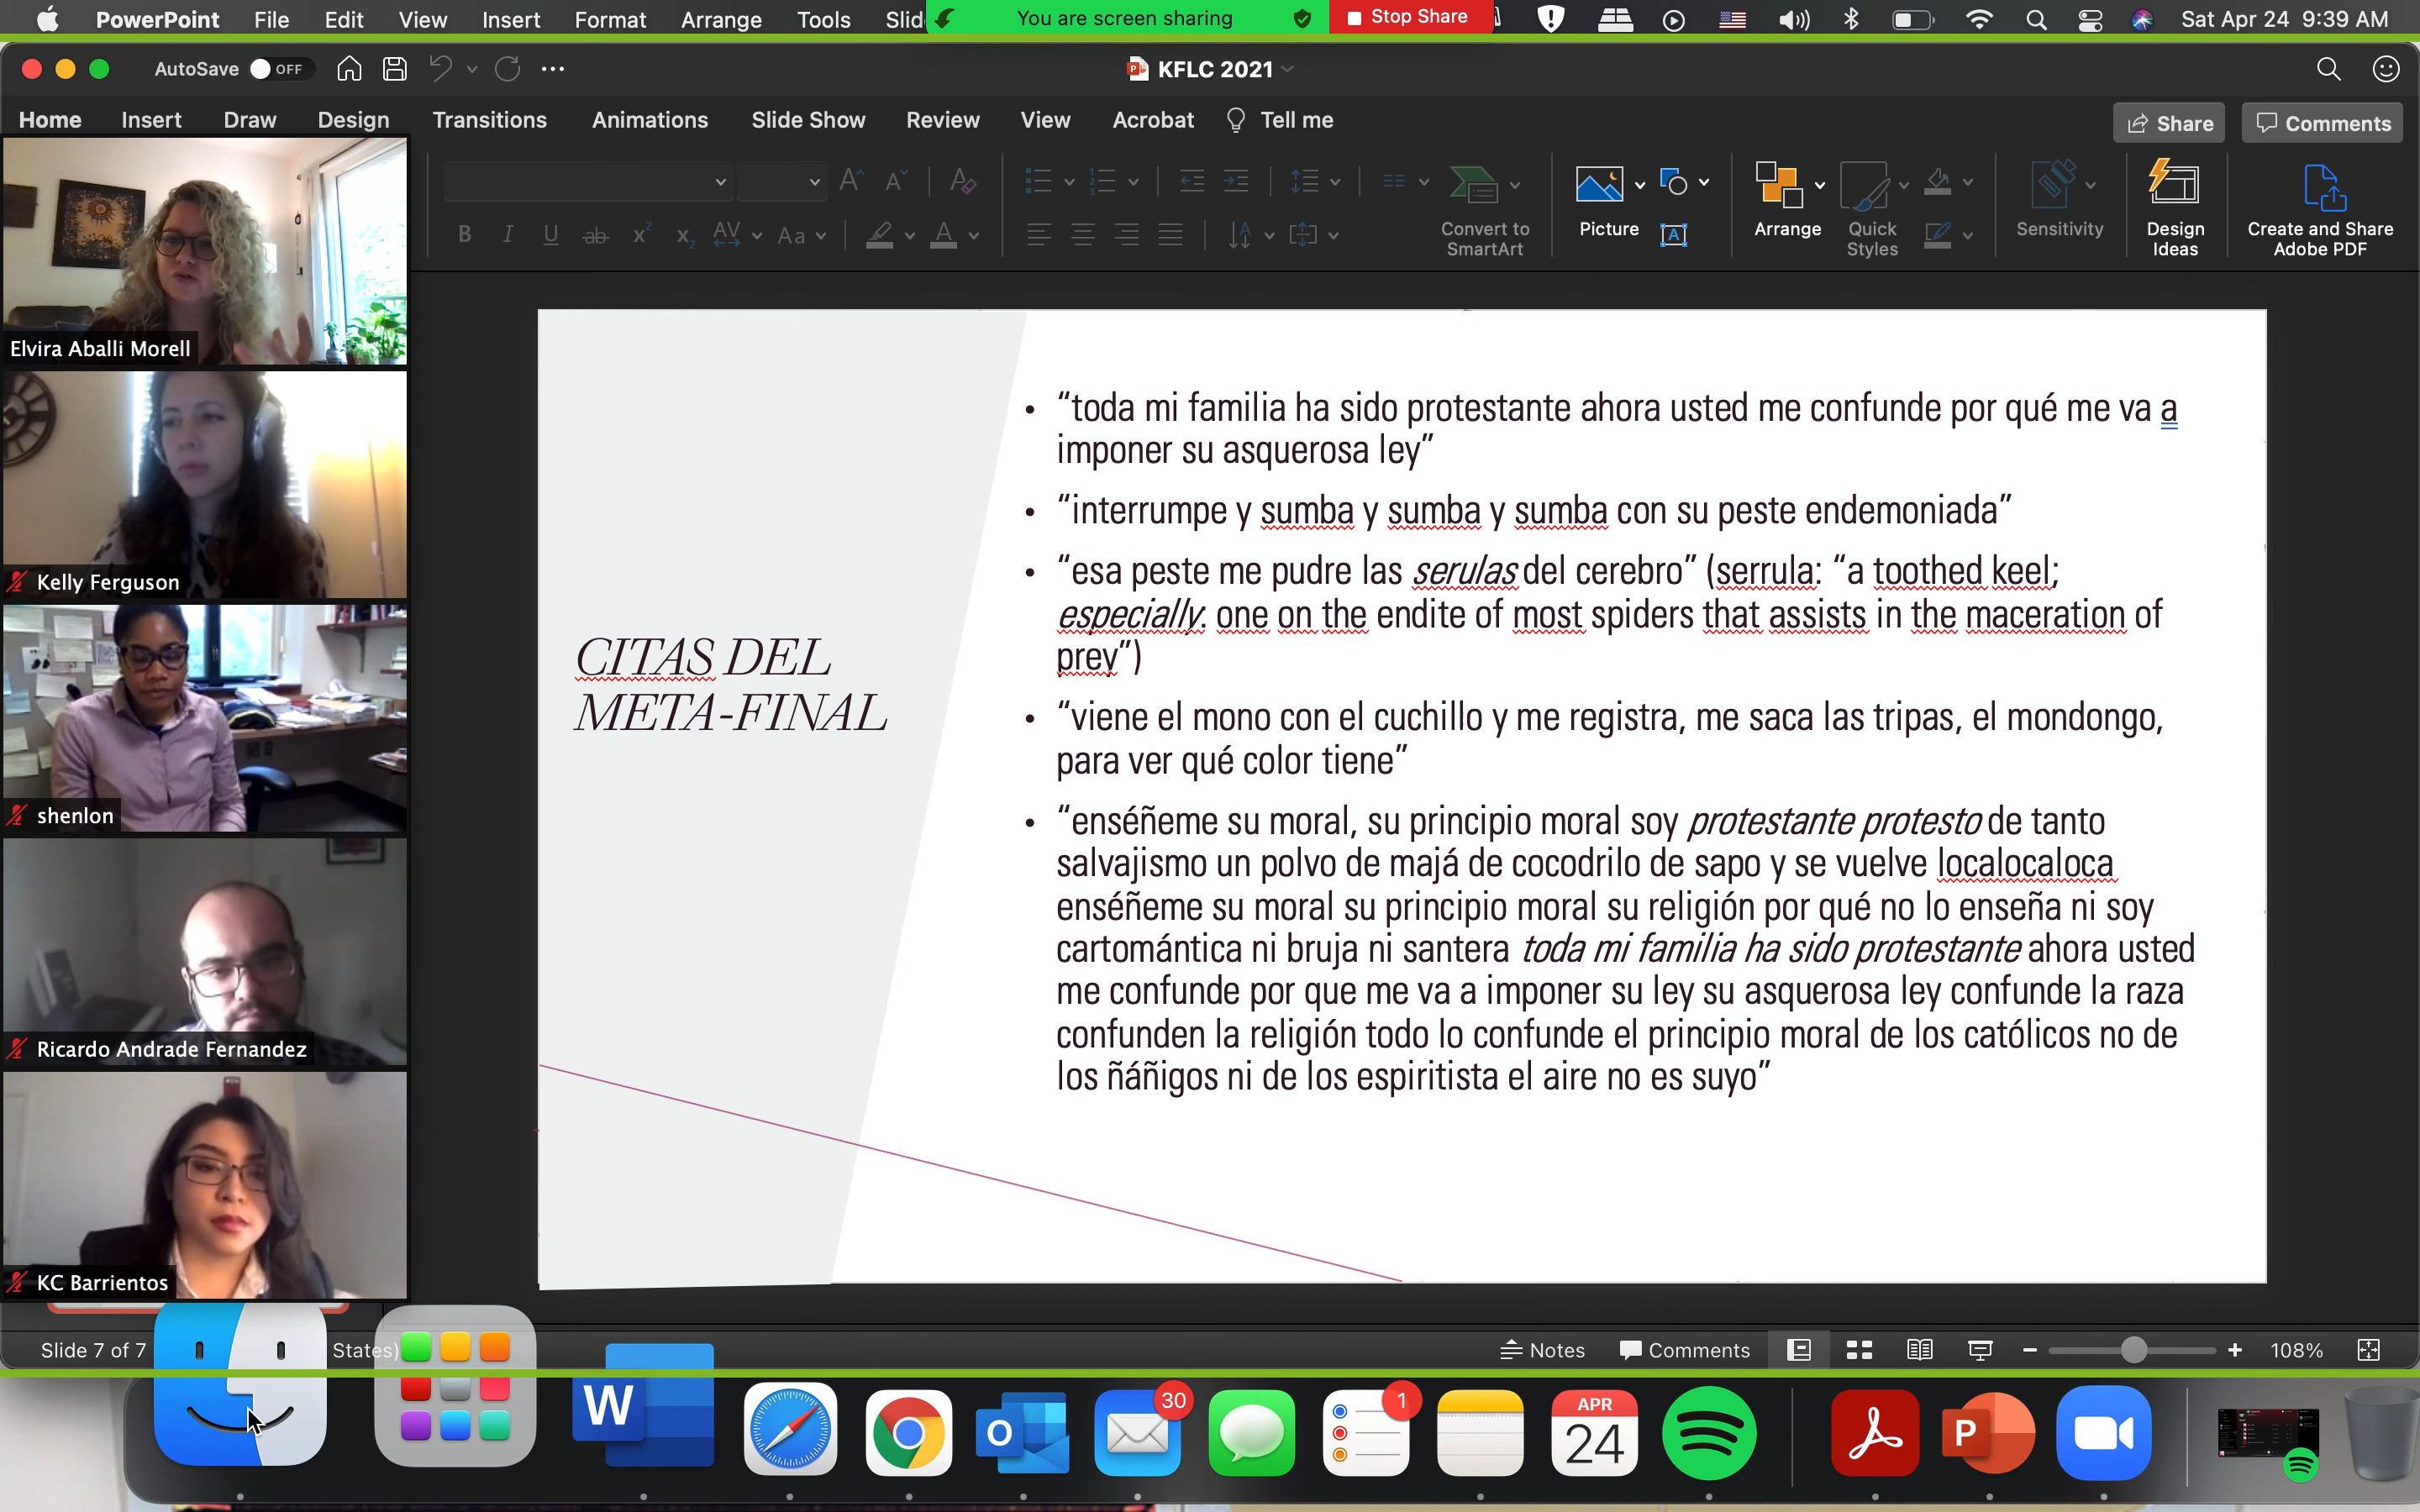 PowerPoint File Edit View Insert Format Arrange Tools Slid You are screen sharing Stop Share Sat Apr 24 9:39 AM
AutoSave OFF KFLC 2021
Home Insert Draw Design Transitions Animations Slide Show Review View Acrobat Tell me Share Comments
Convert to SmartArt
Picture
Arrange
Quick Styles
Sensitivity
Design Ideas
Create and Share Adobe PDF
Elvira Aballi Morell
Kelly Ferguson
shenlon
Ricardo Andrade Fernandez
KC Barrientos
CITAS DEL
META-FINAL
• “toda mi familia ha sido protestante ahora usted me confunde por qué me va a
imponer su asquerosa ley”
• “interrumpe y sumba y sumba y sumba con su peste endemoniada”
• “esa peste me pudre las serulas del cerebro” (serrula: “a toothed keel;
especially: one on the endite of most spiders that assists in the maceration of
prey”)
• “viene el mono con el cuchillo y me registra, me saca las tripas, el mondongo,
para ver qué color tiene”
• “enséñeme su moral, su principio moral soy protestante protesto de tanto
salvajismo un polvo de majá de cocodrilo de sapo y se vuelve localocaloca
enséñeme su moral su principio moral su religión por qué no lo enseña ni soy
cartomántica ni bruja ni santera toda mi familia ha sido protestante ahora usted
me confunde por que me va a imponer su ley su asquerosa ley confunde la raza
confunden la religión todo lo confunde el principio moral de los católicos no de
los ñáñigos ni de los espiritista el aire no es suyo”
Slide 7 of 7 States) Notes Comments 108%
W
O
30
1
APR
24
P